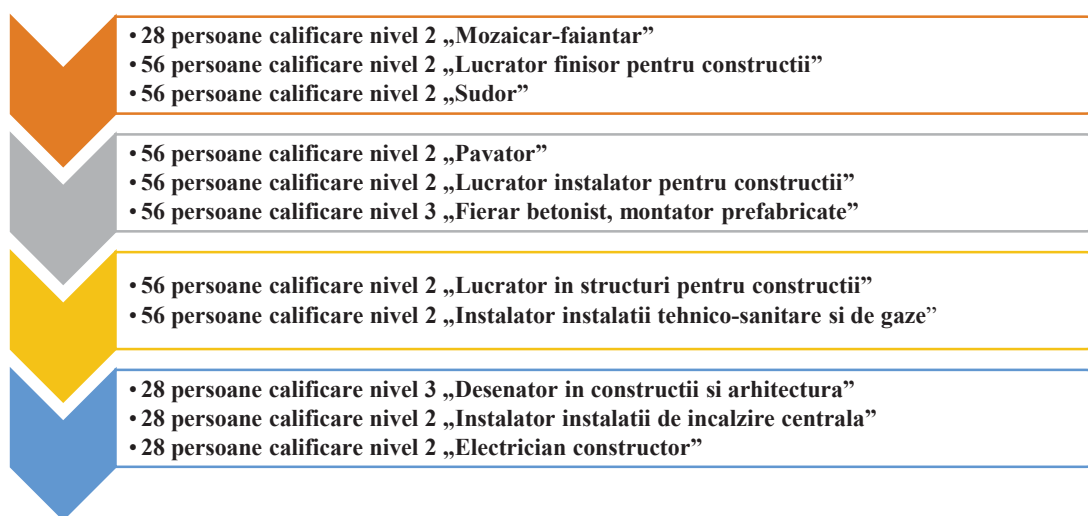 • 28 persoane calificare nivel 2 „Mozaicar-faiantar”
• 56 persoane calificare nivel 2 „Lucrator finisor pentru constructii”
• 56 persoane calificare nivel 2 „Sudor”
• 56 persoane calificare nivel 2 „Pavator”
• 56 persoane calificare nivel 2 „Lucrator instalator pentru constructii”
• 56 persoane calificare nivel 3 „Fierar betonist, montator prefabricate”
• 56 persoane calificare nivel 2 „Lucrator in structuri pentru constructii”
• 56 persoane calificare nivel 2 „Instalator instalatii tehnico-sanitare si de gaze”
• 28 persoane calificare nivel 3 „Desenator in constructii si arhitectura”
• 28 persoane calificare nivel 2 „Instalator instalatii de incalzire centrala”
• 28 persoane calificare nivel 2 „Electrician constructor”